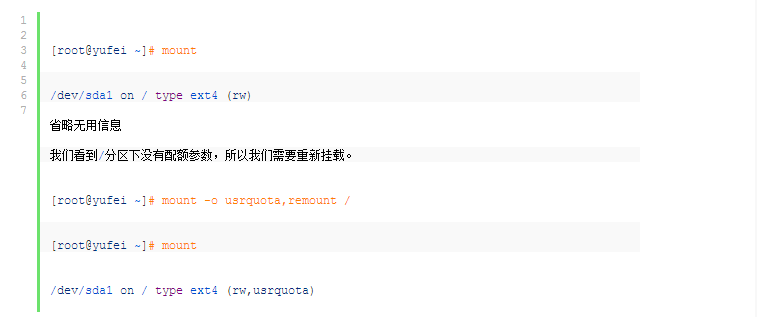 1
2
3
4
5
6
7
[root@yufei ~]# mount
/dev/sda1 on / type ext4 (rw)
省略无用信息
我们看到/分区下没有配额参数，所以我们需要重新挂载。
[root@yufei ~]# mount -o usrquota,remount /
[root@yufei ~]# mount
/dev/sda1 on / type ext4 (rw,usrquota)